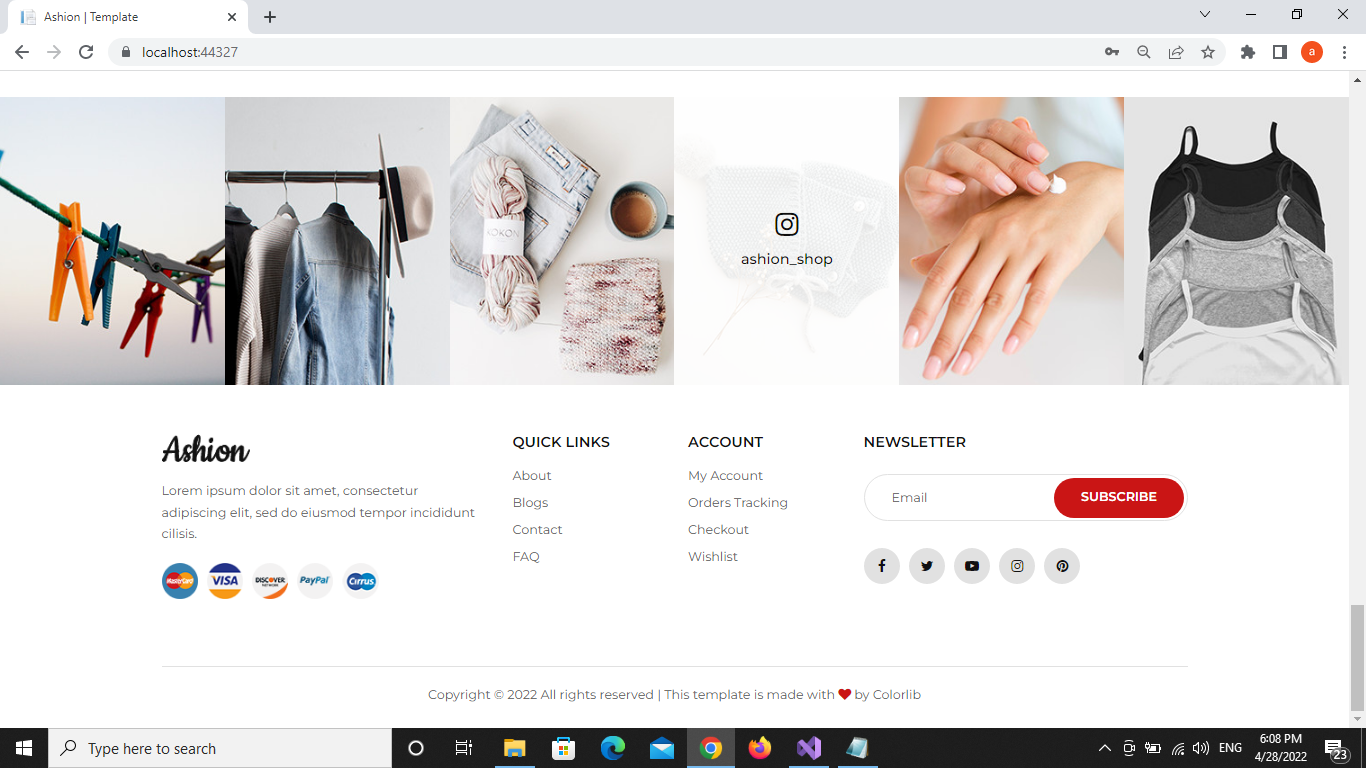 Ashion | Template
localhost:44327
a
KOKON
ashion_shop
Ashion
Lorem ipsum dolor sit amet, consectetur
adipiscing elit, sed do eiusmod tempor incididunt
cilisis.
MasterCard
VISA
DISCOVER
NETWORK
PayPal
Cirrus
QUICK LINKS
About
Blogs
Contact
FAQ
ACCOUNT
My Account
Orders Tracking
Checkout
Wishlist
NEWSLETTER
Email
SUBSCRIBE
Copyright © 2022 All rights reserved | This template is made with ❤ by Colorlib
Type here to search
ENG
6:08 PM
4/28/2022
23